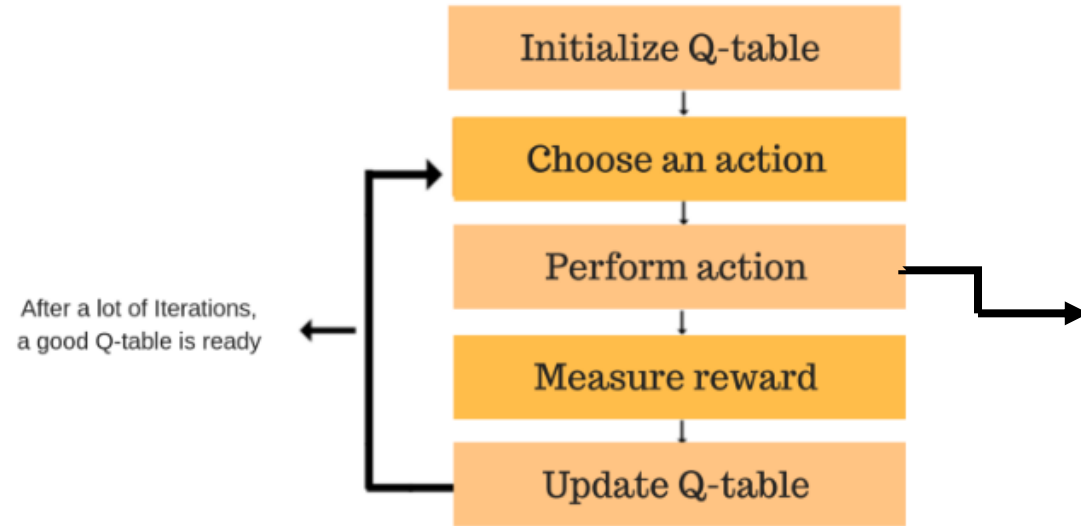 Initialize Q-table
Choose an action
Perform action
After a lot of Iterations,
a good Q-table is ready
Measure reward
Update Q-table